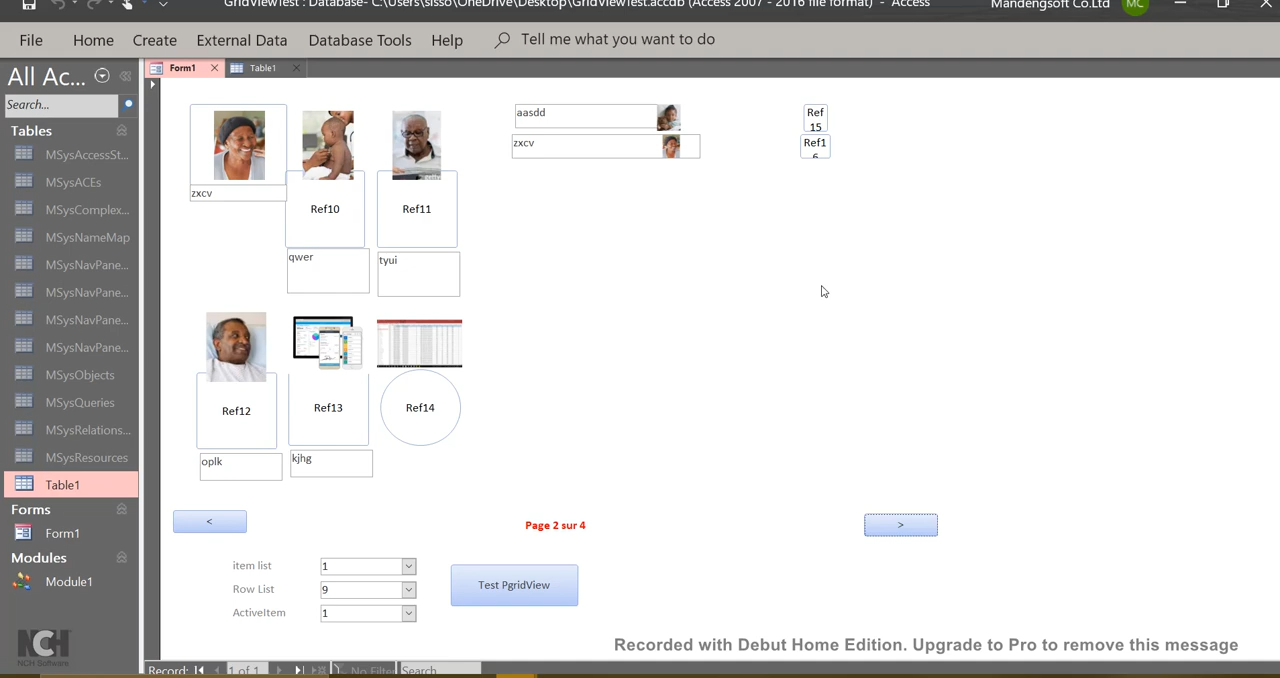 GridViewTest : Database- C:\Users\sisso\OneDrive\Desktop\GridViewTest.accdb (Access 2007 - 2016 file format) - Access
Mandengsoft Co.Ltd
MC
File Home Create External Data Database Tools Help Tell me what you want to do
All Ac...
Form1
Table1
Search...
Tables
MSysAccessSt...
MSysACEs
MSysComplex...
MSysNameMap
MSysNavPane...
MSysNavPane...
MSysNavPane...
MSysNavPane...
MSysObjects
MSysQueries
MSysRelations...
MSysResources
Table1
Forms
Form1
Modules
Module1
NCH
NCH Software
zxcv
Ref10
Ref11
qwer
tyui
aasdd
zxcv
Ref
15
Ref1
6
Ref12
Ref13
Ref14
oplk
kjhg
<
Page 2 sur 4
>
item list 1
Row List 9
ActiveItem 1
Test PgridView
Recorded with Debut Home Edition. Upgrade to Pro to remove this message
Record: 1 of 1 No Filter Search